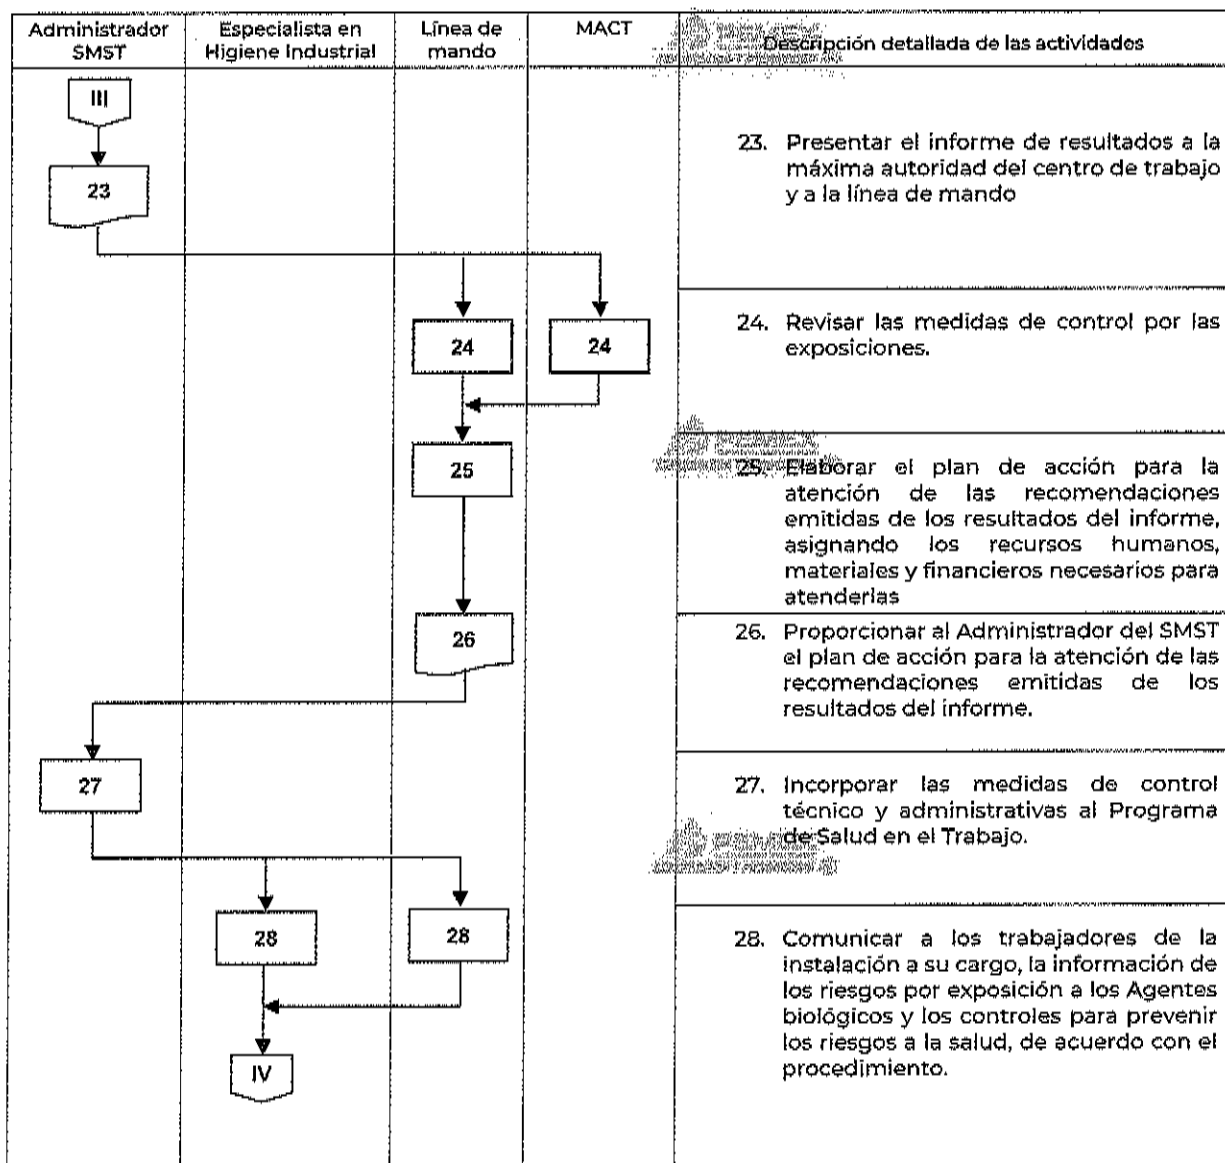 Administrador
SMST
Especialista en
Higiene Industrial
Línea de
mando
MACT
Descripción detallada de las actividades
III
23
24
24
25
26
27
28
28
IV
23. Presentar el informe de resultados a la
máxima autoridad del centro de trabajo
y a la línea de mando
24. Revisar las medidas de control por las
exposiciones.
25. Elaborar el plan de acción para la
atención de las recomendaciones
emitidas de los resultados del informe,
asignando los recursos humanos,
materiales y financieros necesarios para
atenderlas
26. Proporcionar al Administrador del SMST
el plan de acción para la atención de las
recomendaciones emitidas de los
resultados del informe.
27. Incorporar las medidas de control
técnico y administrativas al Programa
de Salud en el Trabajo.
28. Comunicar a los trabajadores de la
instalación a su cargo, la información de
los riesgos por exposición a los Agentes
biológicos y los controles para prevenir
los riesgos a la salud, de acuerdo con el
procedimiento.